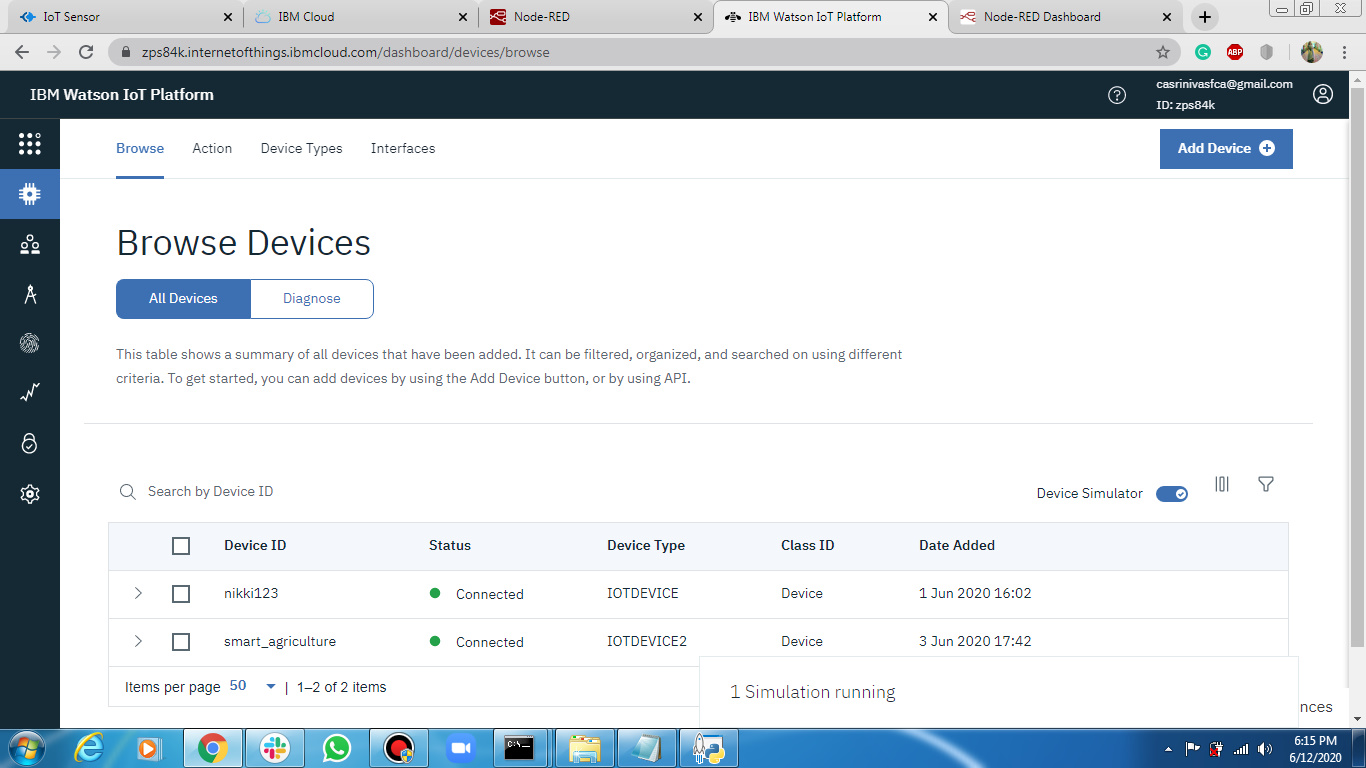 IoT Sensor
IBM Cloud
Node-RED
IBM Watson IoT Platform
Node-RED Dashboard
zps84k.internetofthings.ibmcloud.com/dashboard/devices/browse
ABP
IBM Watson IoT Platform
casrinivasfca@gmail.com
ID: zps84k
Browse
Action
Device Types
Interfaces
Add Device
Browse Devices
All Devices
Diagnose
This table shows a summary of all devices that have been added. It can be filtered, organized, and searched on using different
criteria. To get started, you can add devices by using the Add Device button, or by using API.
Search by Device ID
Device Simulator
Device ID Status Device Type Class ID Date Added
nikki123 Connected IOTDEVICE Device 1 Jun 2020 16:02
smart_agriculture Connected IOTDEVICE2 Device 3 Jun 2020 17:42
Items per page 50 | 1–2 of 2 items
1 Simulation running
nces
6:15 PM
6/12/2020